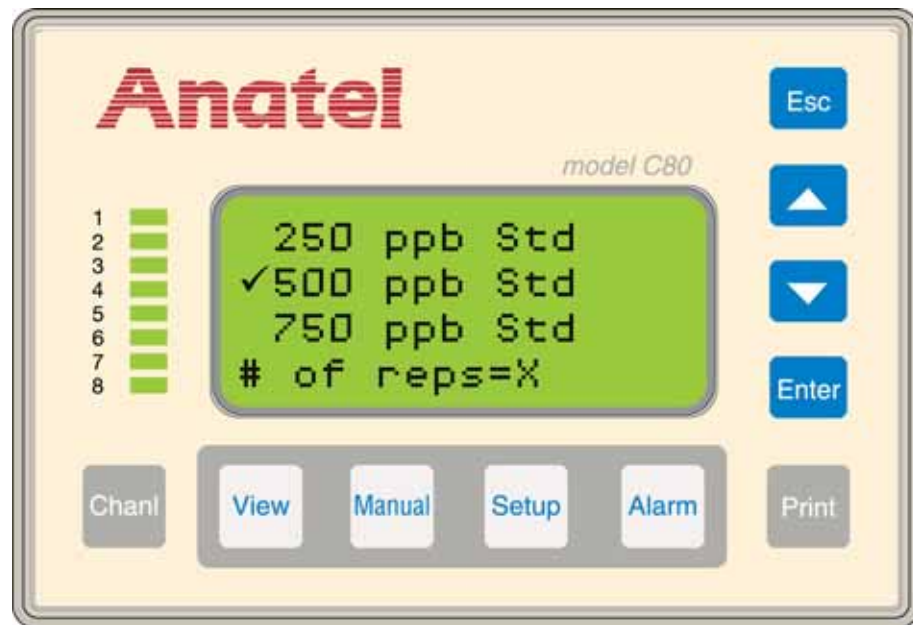 Anatel
Esc
model C80
1
2
3
4
5
6
7
8
250 ppb Std
✓500 ppb Std
750 ppb Std
# of reps=X
Enter
Chanl
View
Manual
Setup
Alarm
Print